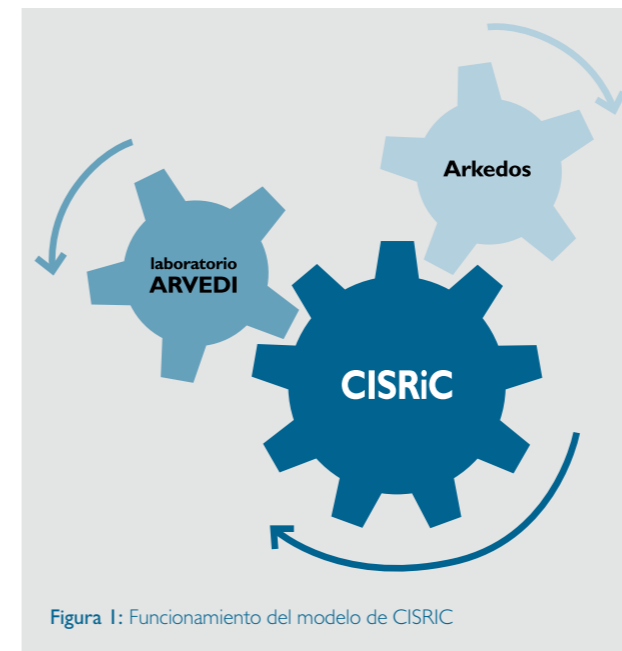 Arkedos
laboratorio
ARVEDI
CISRiC
Figura 1: Funcionamiento del modelo de CISRIC